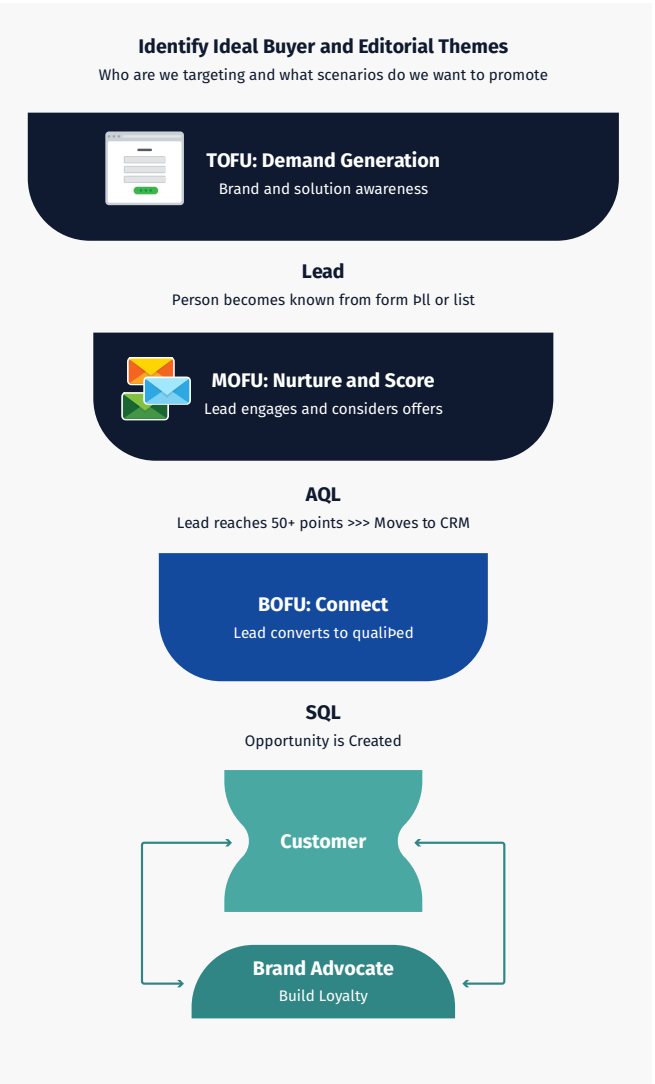 Identify Ideal Buyer and Editorial Themes
Who are we targeting and what scenarios do we want to promote
TOFU: Demand Generation
Brand and solution awareness
Lead
Person becomes known from form Þll or list
MOFU: Nurture and Score
Lead engages and considers offers
AQL
Lead reaches 50+ points >>> Moves to CRM
BOFU: Connect
Lead converts to qualiÞed
SQL
Opportunity is Created
Customer
Brand Advocate
Build Loyalty